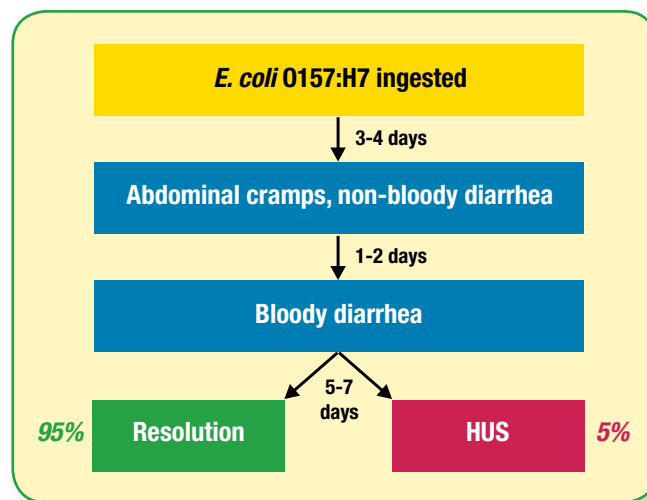 E. coli O157:H7 ingested
3-4 days
Abdominal cramps, non-bloody diarrhea
1-2 days
Bloody diarrhea
5-7
days
95%
Resolution
HUS
5%